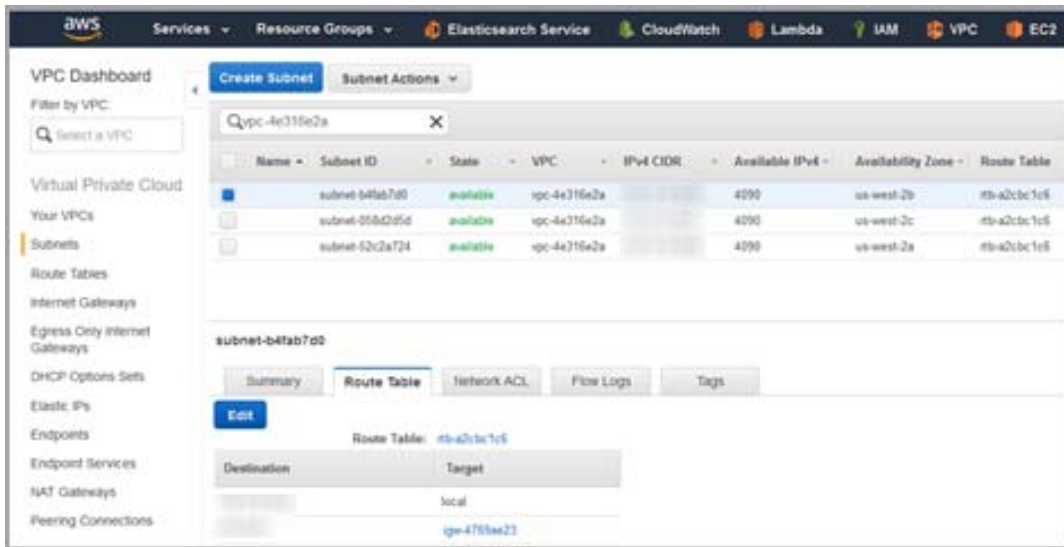 aws Services Resource Groups Elasticsearch Service CloudWatch Lambda IAM VPC EC2
VPC Dashboard
Filter by VPC:
Select a VPC
Virtual Private Cloud
Your VPCs
Subnets
Route Tables
Internet Gateways
Egress Only Internet
Gateways
DHCP Options Sets
Elastic IPs
Endpoints
Endpoint Services
NAT Gateways
Peering Connections
Create Subnet Subnet Actions
vpc-4e316e2a X
Name Subnet ID State VPC IPv4 CIDR Available IPv4 Availability Zone Route Table
subnet-b4fab7d0 available vpc-4e316e2a 4090 us-west-2b rtb-a2cbc1c6
subnet-058d2d5d available vpc-4e316e2a 4090 us-west-2c rtb-a2cbc1c6
subnet-52c2a724 available vpc-4e316e2a 4090 us-west-2a rtb-a2cbc1c6
subnet-b4fab7d0
Summary Route Table Network ACL Flow Logs Tags
Edit
Route Table: rtb-a2cbc1c6
Destination Target
local
igw-4769ae23